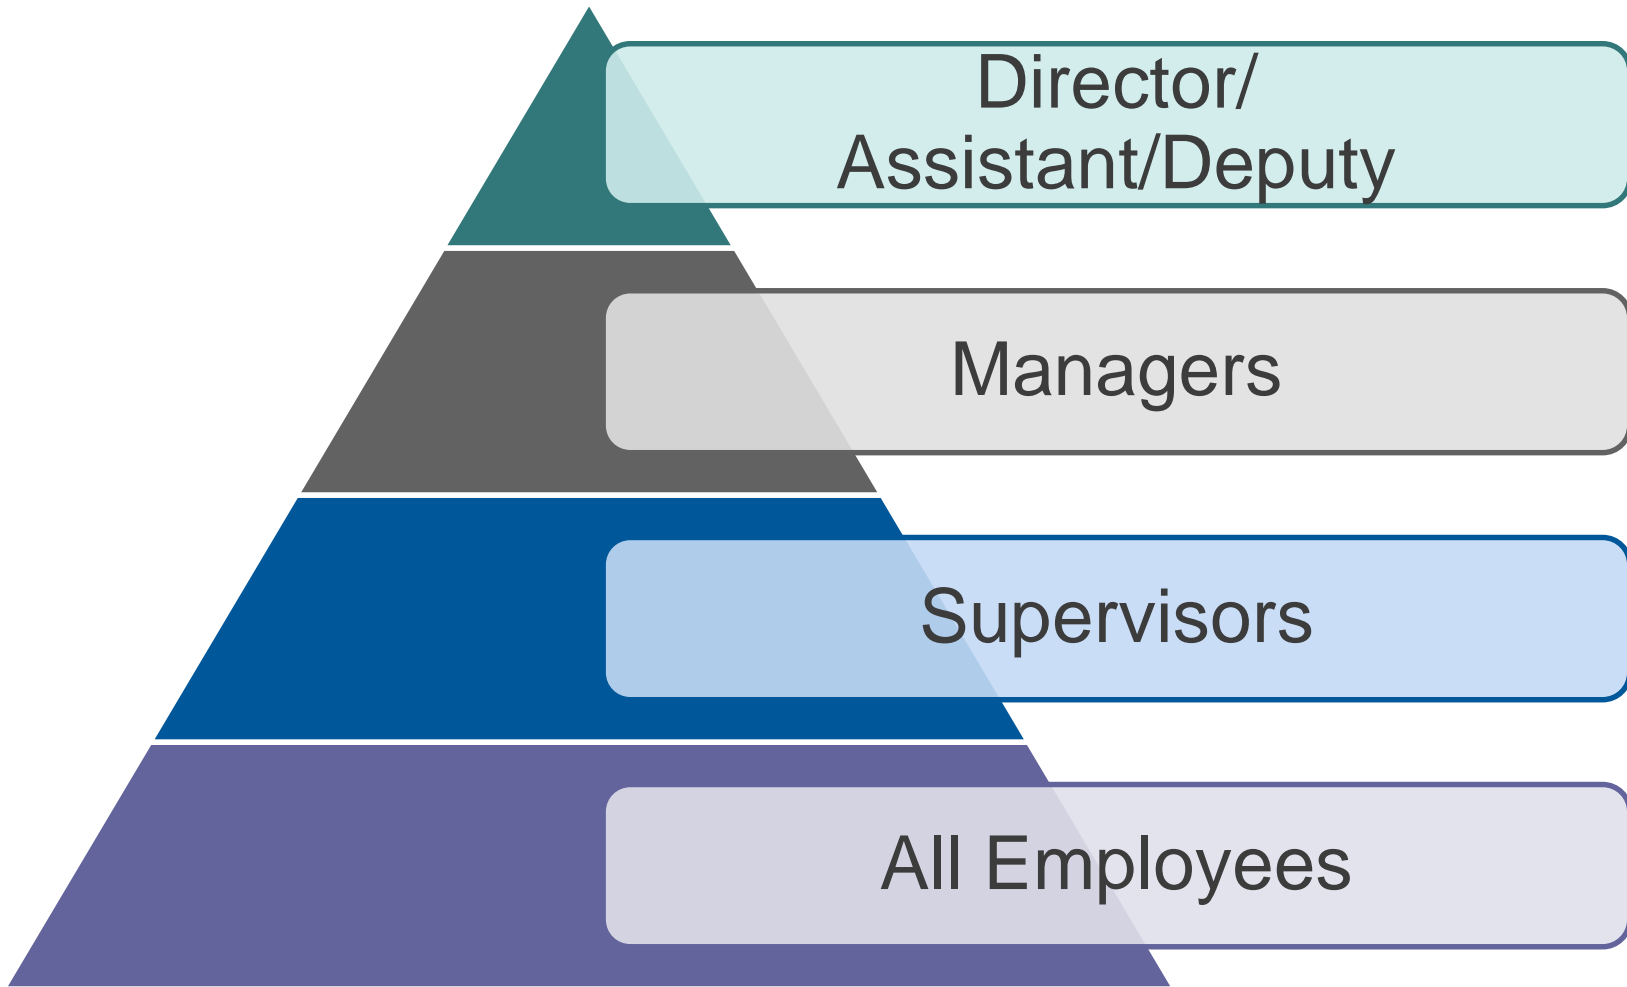 Director/
Assistant/Deputy
Managers
Supervisors
All Employees